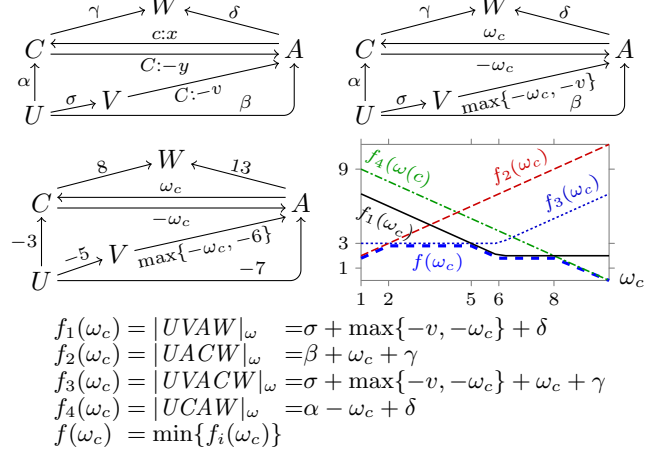 γ W δ
c:x
C A
C:−y
α
σ V C:−v β
U
γ W δ
ω_c
C A
−ω_c
α
σ V max{−ω_c, −v} β
U
8 W 13
ω_c
C A
−ω_c
−3
−5 V max{−ω_c, −6}
U −7
9
3
1
f_4(ω(c)
f_2(ω_c)
f_1(ω_c)
f_3(ω_c)
f(ω_c)
ω_c
1 2 5 6 8
f_1(ω_c) = |UVAW|_ω =σ + max{−v, −ω_c} + δ
f_2(ω_c) = |UACW|_ω =β + ω_c + γ
f_3(ω_c) = |UVACW|_ω =σ + max{−v, −ω_c} + ω_c + γ
f_4(ω_c) = |UCAW|_ω =α − ω_c + δ
f(ω_c) = min{f_i(ω_c)}